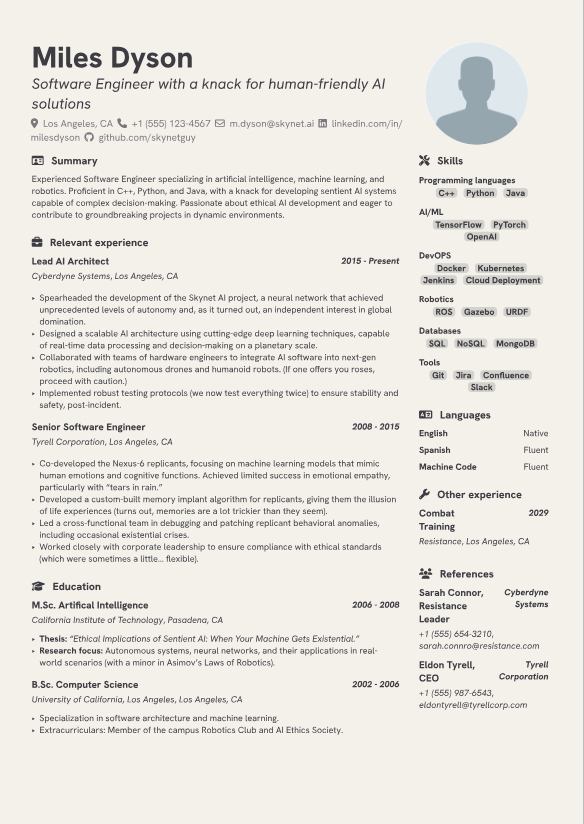 Miles Dyson
Software Engineer with a knack for human-friendly AI
solutions
Los Angeles, CA +1 (555) 123-4567 m.dyson@skynet.ai linkedin.com/in/
milesdyson github.com/skynetguy
Summary
Experienced Software Engineer specializing in artificial intelligence, machine learning, and
robotics. Proficient in C++, Python, and Java, with a knack for developing sentient AI systems
capable of complex decision-making. Passionate about ethical AI development and eager to
contribute to groundbreaking projects in dynamic environments.
Relevant experience
Lead AI Architect 2015 - Present
Cyberdyne Systems, Los Angeles, CA
‣ Spearheaded the development of the Skynet AI project, a neural network that achieved
unprecedented levels of autonomy and, as it turned out, an independent interest in global
domination.
‣ Designed a scalable AI architecture using cutting-edge deep learning techniques, capable
of real-time data processing and decision-making on a planetary scale.
‣ Collaborated with teams of hardware engineers to integrate AI software into next-gen
robotics, including autonomous drones and humanoid robots. (If one offers you roses,
proceed with caution.)
‣ Implemented robust testing protocols (we now test everything twice) to ensure stability and
safety, post-incident.
Senior Software Engineer 2008 - 2015
Tyrell Corporation, Los Angeles, CA
‣ Co-developed the Nexus-6 replicants, focusing on machine learning models that mimic
human emotions and cognitive functions. Achieved limited success in emotional empathy,
particularly with “tears in rain.”
‣ Developed a custom-built memory implant algorithm for replicants, giving them the illusion
of life experiences (turns out, memories are a lot trickier than they seem).
‣ Led a cross-functional team in debugging and patching replicant behavioral anomalies,
including occasional existential crises.
‣ Worked closely with corporate leadership to ensure compliance with ethical standards
(which were sometimes a little… flexible).
Education
M.Sc. Artifical Intelligence 2006 - 2008
California Institute of Technology, Pasadena, CA
‣ Thesis: “Ethical Implications of Sentient AI: When Your Machine Gets Existential.”
‣ Research focus: Autonomous systems, neural networks, and their applications in real-
world scenarios (with a minor in Asimov’s Laws of Robotics).
B.Sc. Computer Science 2002 - 2006
University of California, Los Angeles, Los Angeles, CA
‣ Specialization in software architecture and machine learning.
‣ Extracurriculars: Member of the campus Robotics Club and AI Ethics Society.
Skills
Programming languages
C++ Python Java
AI/ML
TensorFlow PyTorch
OpenAI
DevOPS
Docker Kubernetes
Jenkins Cloud Deployment
Robotics
ROS Gazebo URDF
Databases
SQL NoSQL MongoDB
Tools
Git Jira Confluence
Slack
Languages
English Native
Spanish Fluent
Machine Code Fluent
Other experience
Combat 2029
Training
Resistance, Los Angeles, CA
References
Sarah Connor, Cyberdyne
Resistance Systems
Leader
+1 (555) 654-3210,
sarah.connro@resistance.com
Eldon Tyrell, Tyrell
CEO Corporation
+1 (555) 987-6543,
eldontyrell@tyrellcorp.com